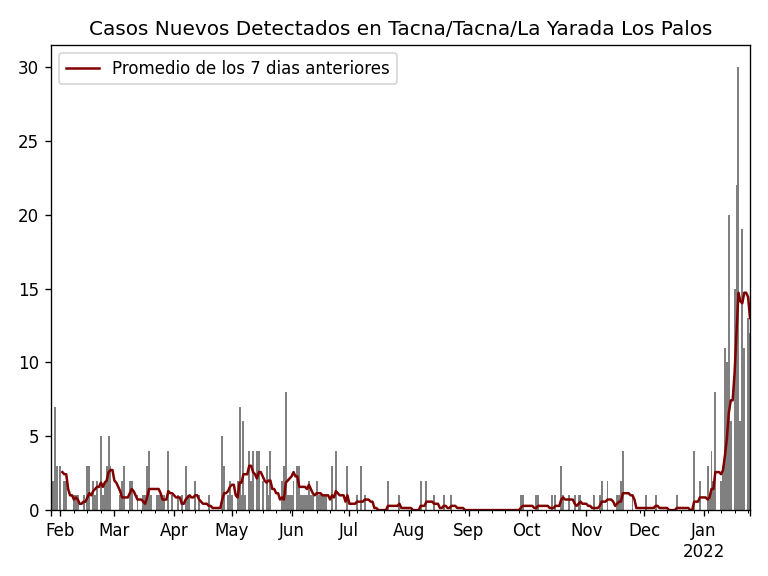 Casos Nuevos Detectados en Tacna/Tacna/La Yarada Los Palos
Promedio de los 7 dias anteriores
30
25
20
15
10
5
0
Feb Mar Apr May Jun Jul Aug Sep Oct Nov Dec Jan
2022